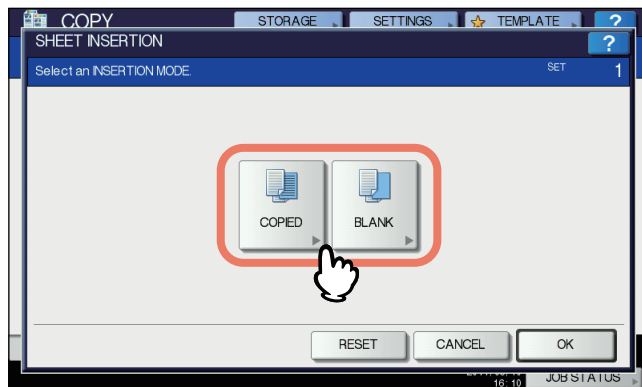 COPY STORAGE SETTINGS TEMPLATE ?
SHEET INSERTION ?
Select an INSERTION MODE. SET 1
COPIED BLANK
RESET CANCEL OK
16:10 JOB STATUS